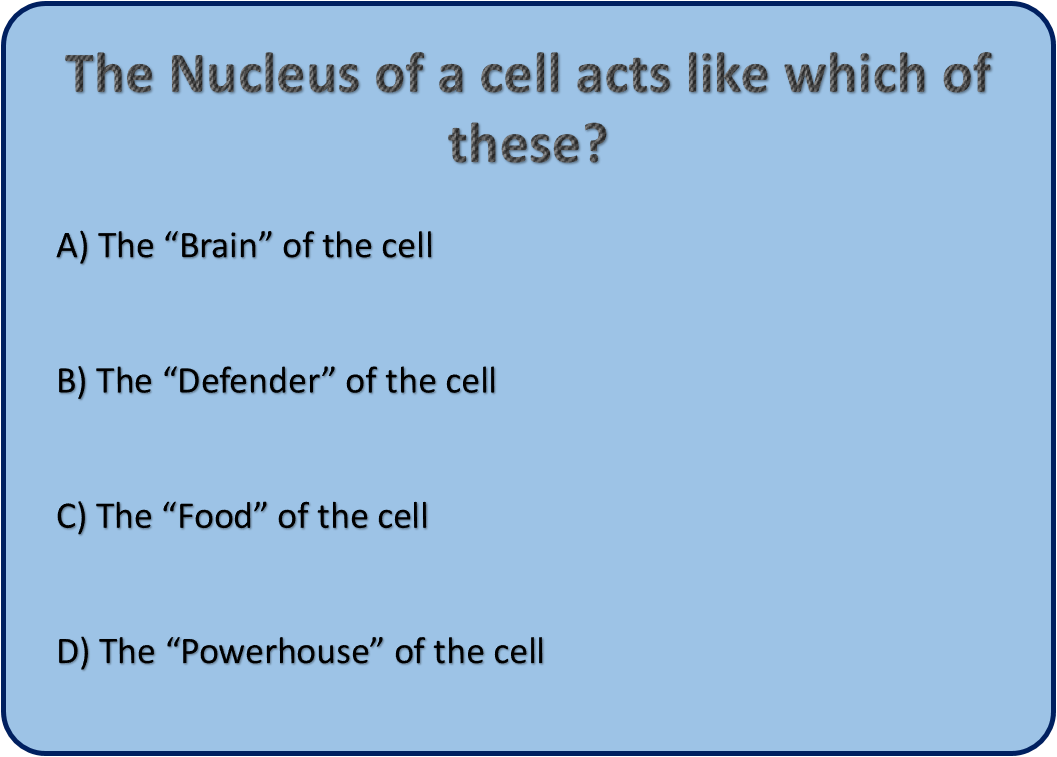 The Nucleus of a cell acts like which of
these?
A) The “Brain” of the cell
B) The “Defender” of the cell
C) The “Food” of the cell
D) The “Powerhouse” of the cell